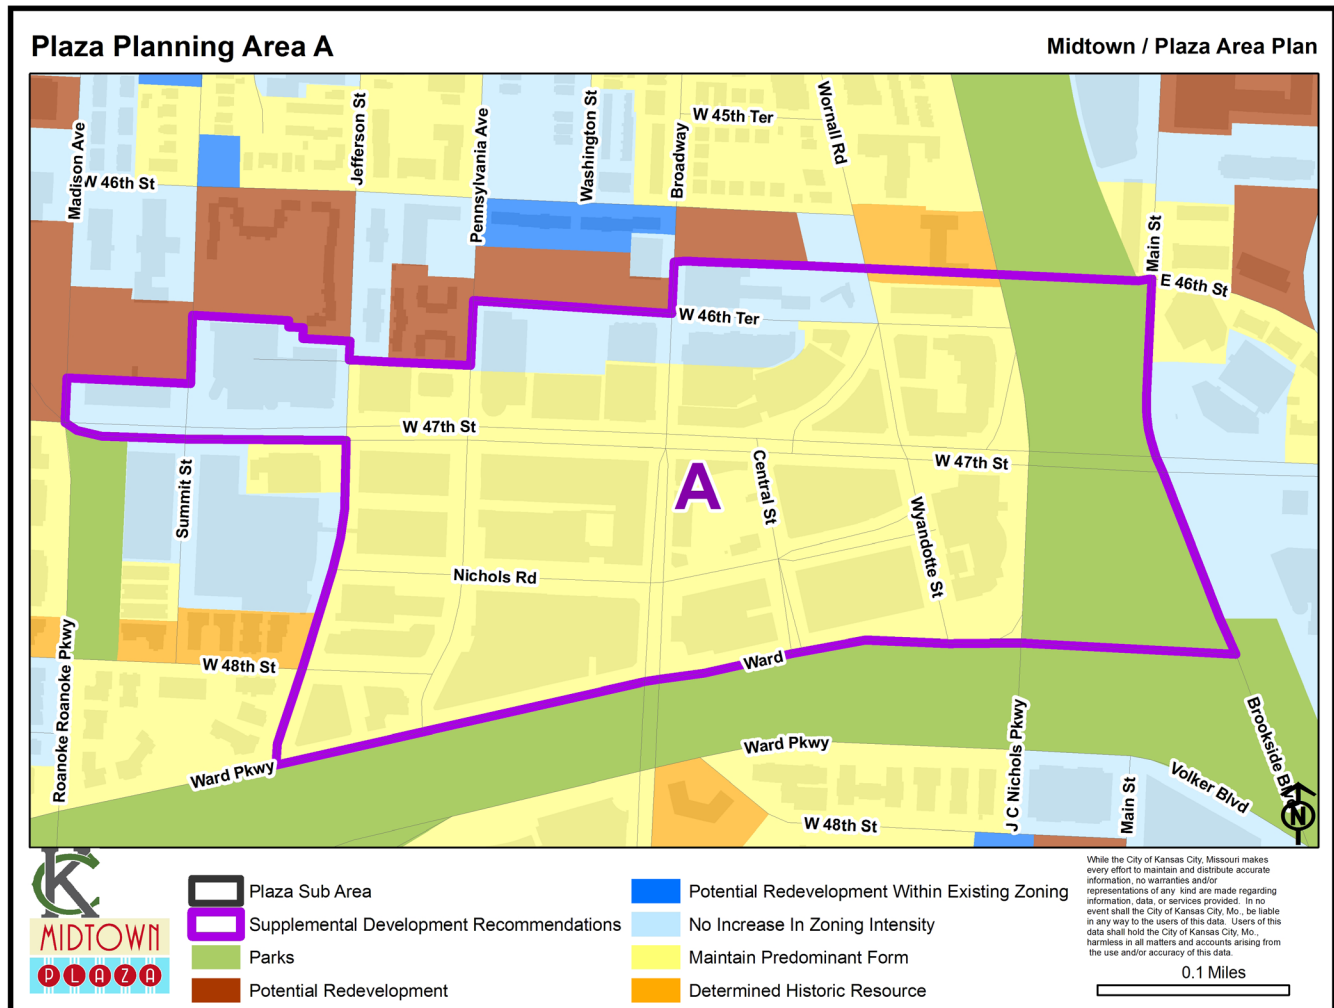 Plaza Planning Area A
Midtown / Plaza Area Plan
Madison Ave
W 46th St
Jefferson St
Pennsylvania Ave
Washington St
Broadway
W 45th Ter
Wornall Rd
Main St
E 46th St
W 46th Ter
W 47th St
A
Central St
W 47th St
Summit St
Wyandotte St
Nichols Rd
Roanoke Roanoke Pkwy
W 48th St
Ward
Ward Pkwy
Ward Pkwy
J C Nichols Pkwy
Main St
Volker Blvd
Brookside Blvd
W 48th St
N
KC
MIDTOWN
PLAZA
Plaza Sub Area
Supplemental Development Recommendations
Parks
Potential Redevelopment
Potential Redevelopment Within Existing Zoning
No Increase In Zoning Intensity
Maintain Predominant Form
Determined Historic Resource
While the City of Kansas City, Missouri makes
every effort to maintain and distribute accurate
information, no warranties and/or
representations of any kind are made regarding
information, data, or services provided. In no
event shall the City of Kansas City, Mo., be liable
in any way to the users of this data. Users of this
data shall hold the City of Kansas City, Mo.,
harmless in all matters and accounts arising from
the use and/or accuracy of this data.
0.1 Miles